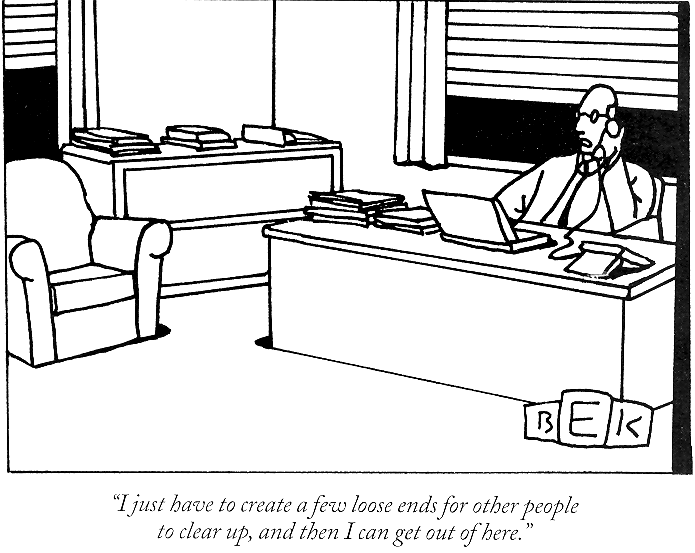 BEK
“I just have to create a few loose ends for other people
to clear up, and then I can get out of here.”